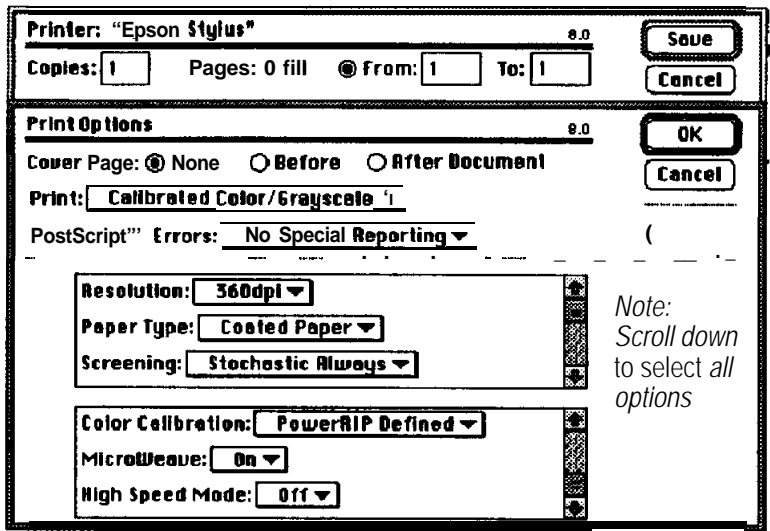 Printer: "Epson Stylus" 8.0
Save
Copies: 1 Pages: 0 fill From: 1 To: 1
Cancel
Print Options 8.0
OK
Cover Page: None Before After Document
Cancel
Print: Calibrated Color/Grayscale
PostScript™ Errors: No Special Reporting
Resolution: 360dpi
Paper Type: Coated Paper
Screening: Stochastic Always
Note:
Scroll down
to select all
options
Color Calibration: PowerRIP Defined
MicroWeave: On
High Speed Mode: Off